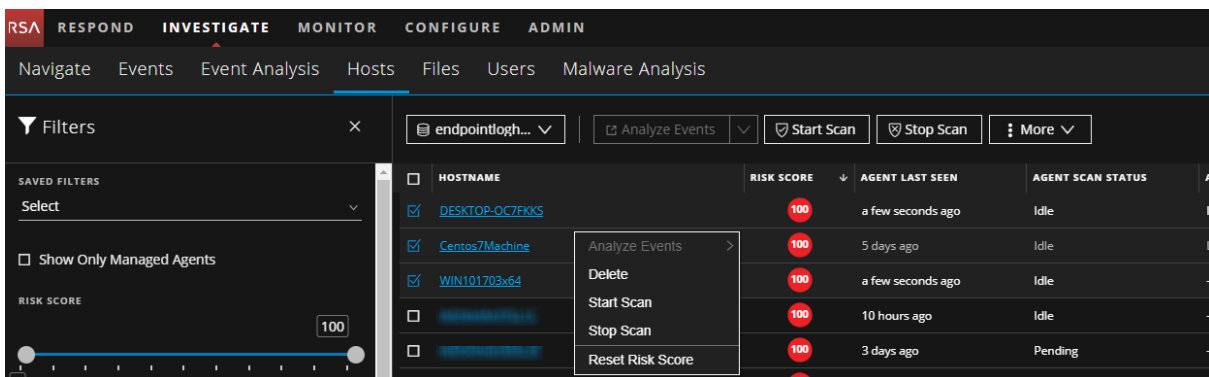 RSA RESPOND INVESTIGATE MONITOR CONFIGURE ADMIN
Navigate Events Event Analysis Hosts Files Users Malware Analysis
Filters
endpointlogh... Analyze Events Start Scan Stop Scan More
SAVED FILTERS
Select
Show Only Managed Agents
RISK SCORE
100
HOSTNAME RISK SCORE AGENT LAST SEEN AGENT SCAN STATUS
DESKTOP-OC7FKKS 100 a few seconds ago Idle
Centos7Machine 100 5 days ago Idle
WIN101703x64 100 a few seconds ago Idle
100 10 hours ago Idle
100 3 days ago Pending
Analyze Events
Delete
Start Scan
Stop Scan
Reset Risk Score